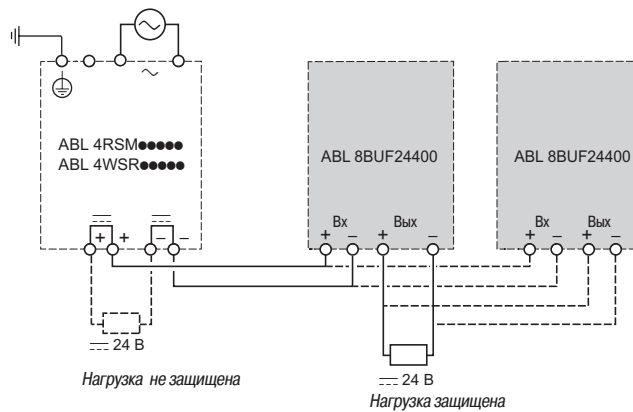 ABL 4RSM●●●●●
ABL 4WSR●●●●●
ABL 8BUF24400
ABL 8BUF24400
+ + – –
Вх Вых
+ – + –
Вх Вых
+ – + –
24 В
Нагрузка не защищена
24 В
Нагрузка защищена